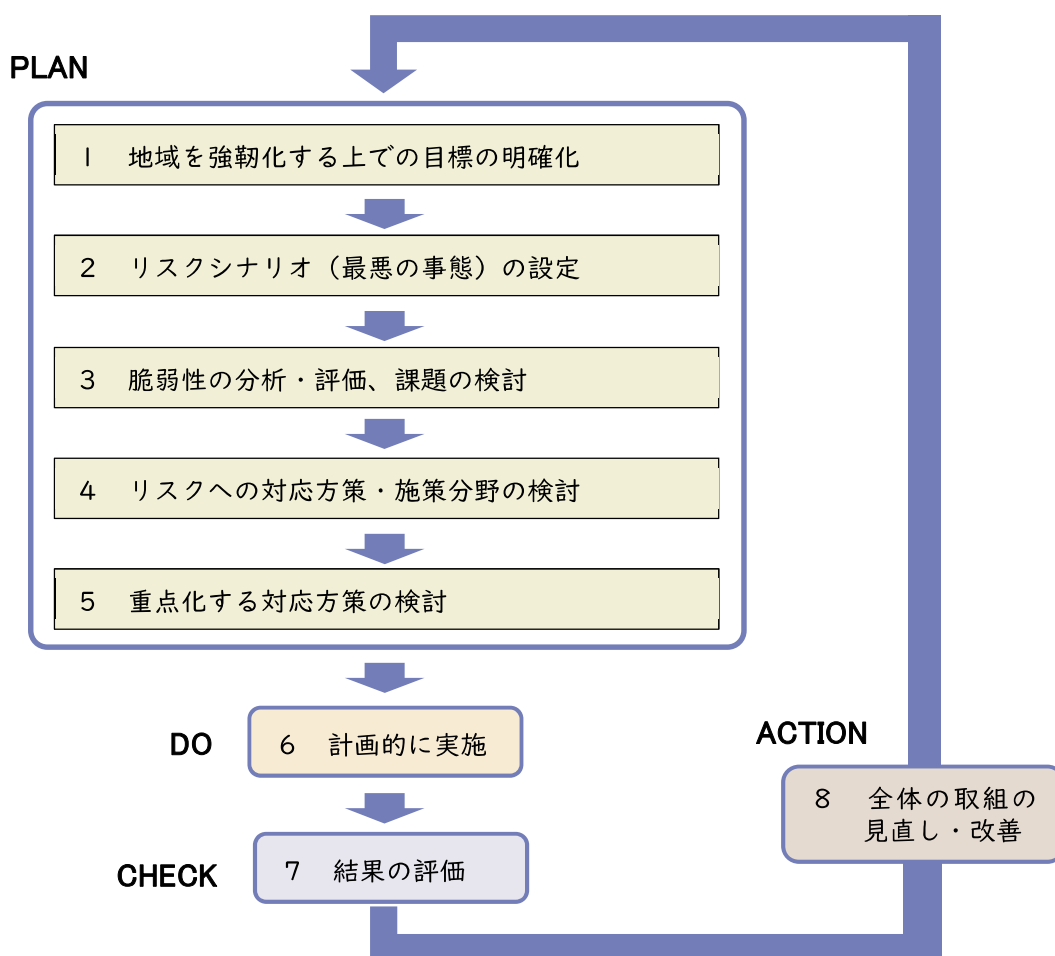 PLAN
1 地域を強靭化する上での目標の明確化
2 リスクシナリオ（最悪の事態）の設定
3 脆弱性の分析・評価、課題の検討
4 リスクへの対応方策・施策分野の検討
5 重点化する対応方策の検討
DO
6 計画的に実施
CHECK
7 結果の評価
ACTION
8 全体の取組の
見直し・改善